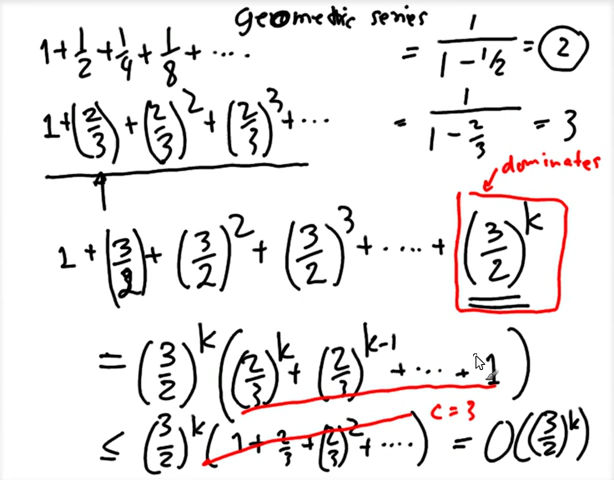 geometric series
1 + 1/2 + 1/4 + 1/8 + .... = 1/(1 - 1/2) = 2
1 + (2/3) + (2/3)^2 + (2/3)^3 + ... = 1/(1 - 2/3) = 3
dominates
1 + (3/2) + (3/2)^2 + (3/2)^3 + .... + (3/2)^k
= (3/2)^k ((2/3)^k + (2/3)^(k-1) + ... + 1)
c = 3
≤ (3/2)^k (1 + 2/3 + (2/3)^2 + ....) = O((3/2)^k)